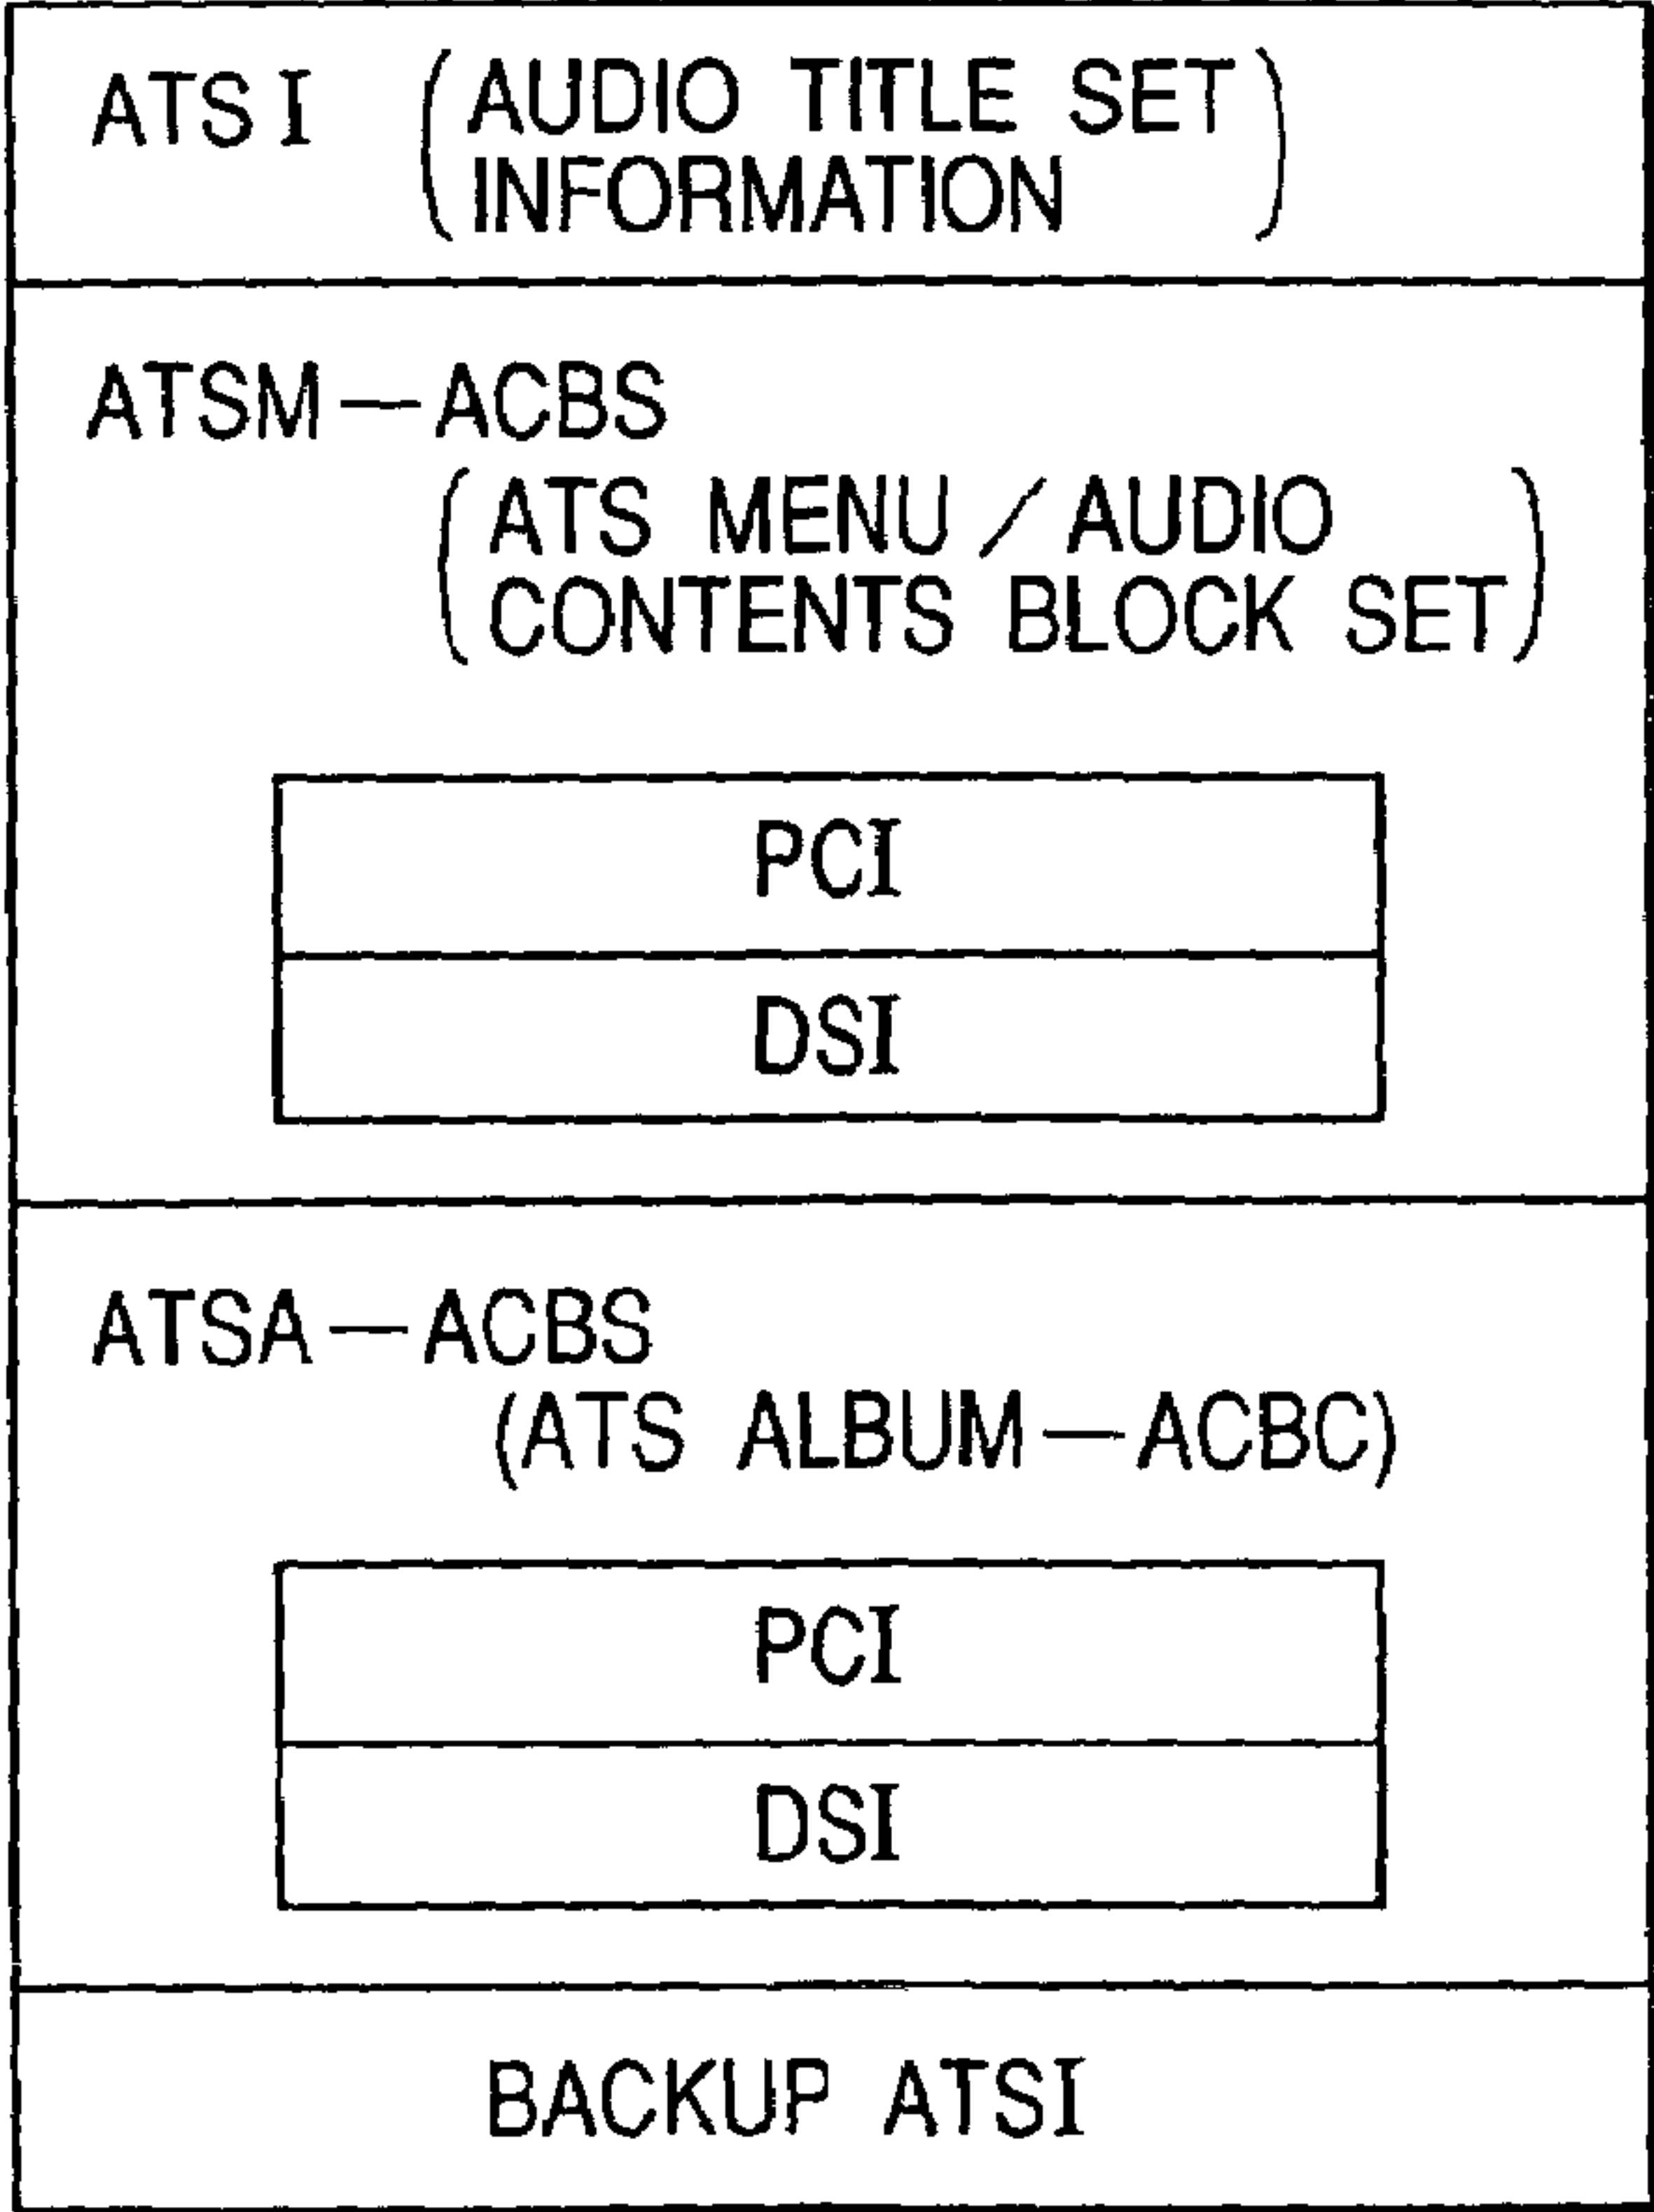 ATSI (AUDIO TITLE SET
INFORMATION)
ATSM—ACBS
(ATS MENU/AUDIO
CONTENTS BLOCK SET)
PCI
DSI
ATSA—ACBS
(ATS ALBUM—ACBC)
PCI
DSI
BACKUP ATSI